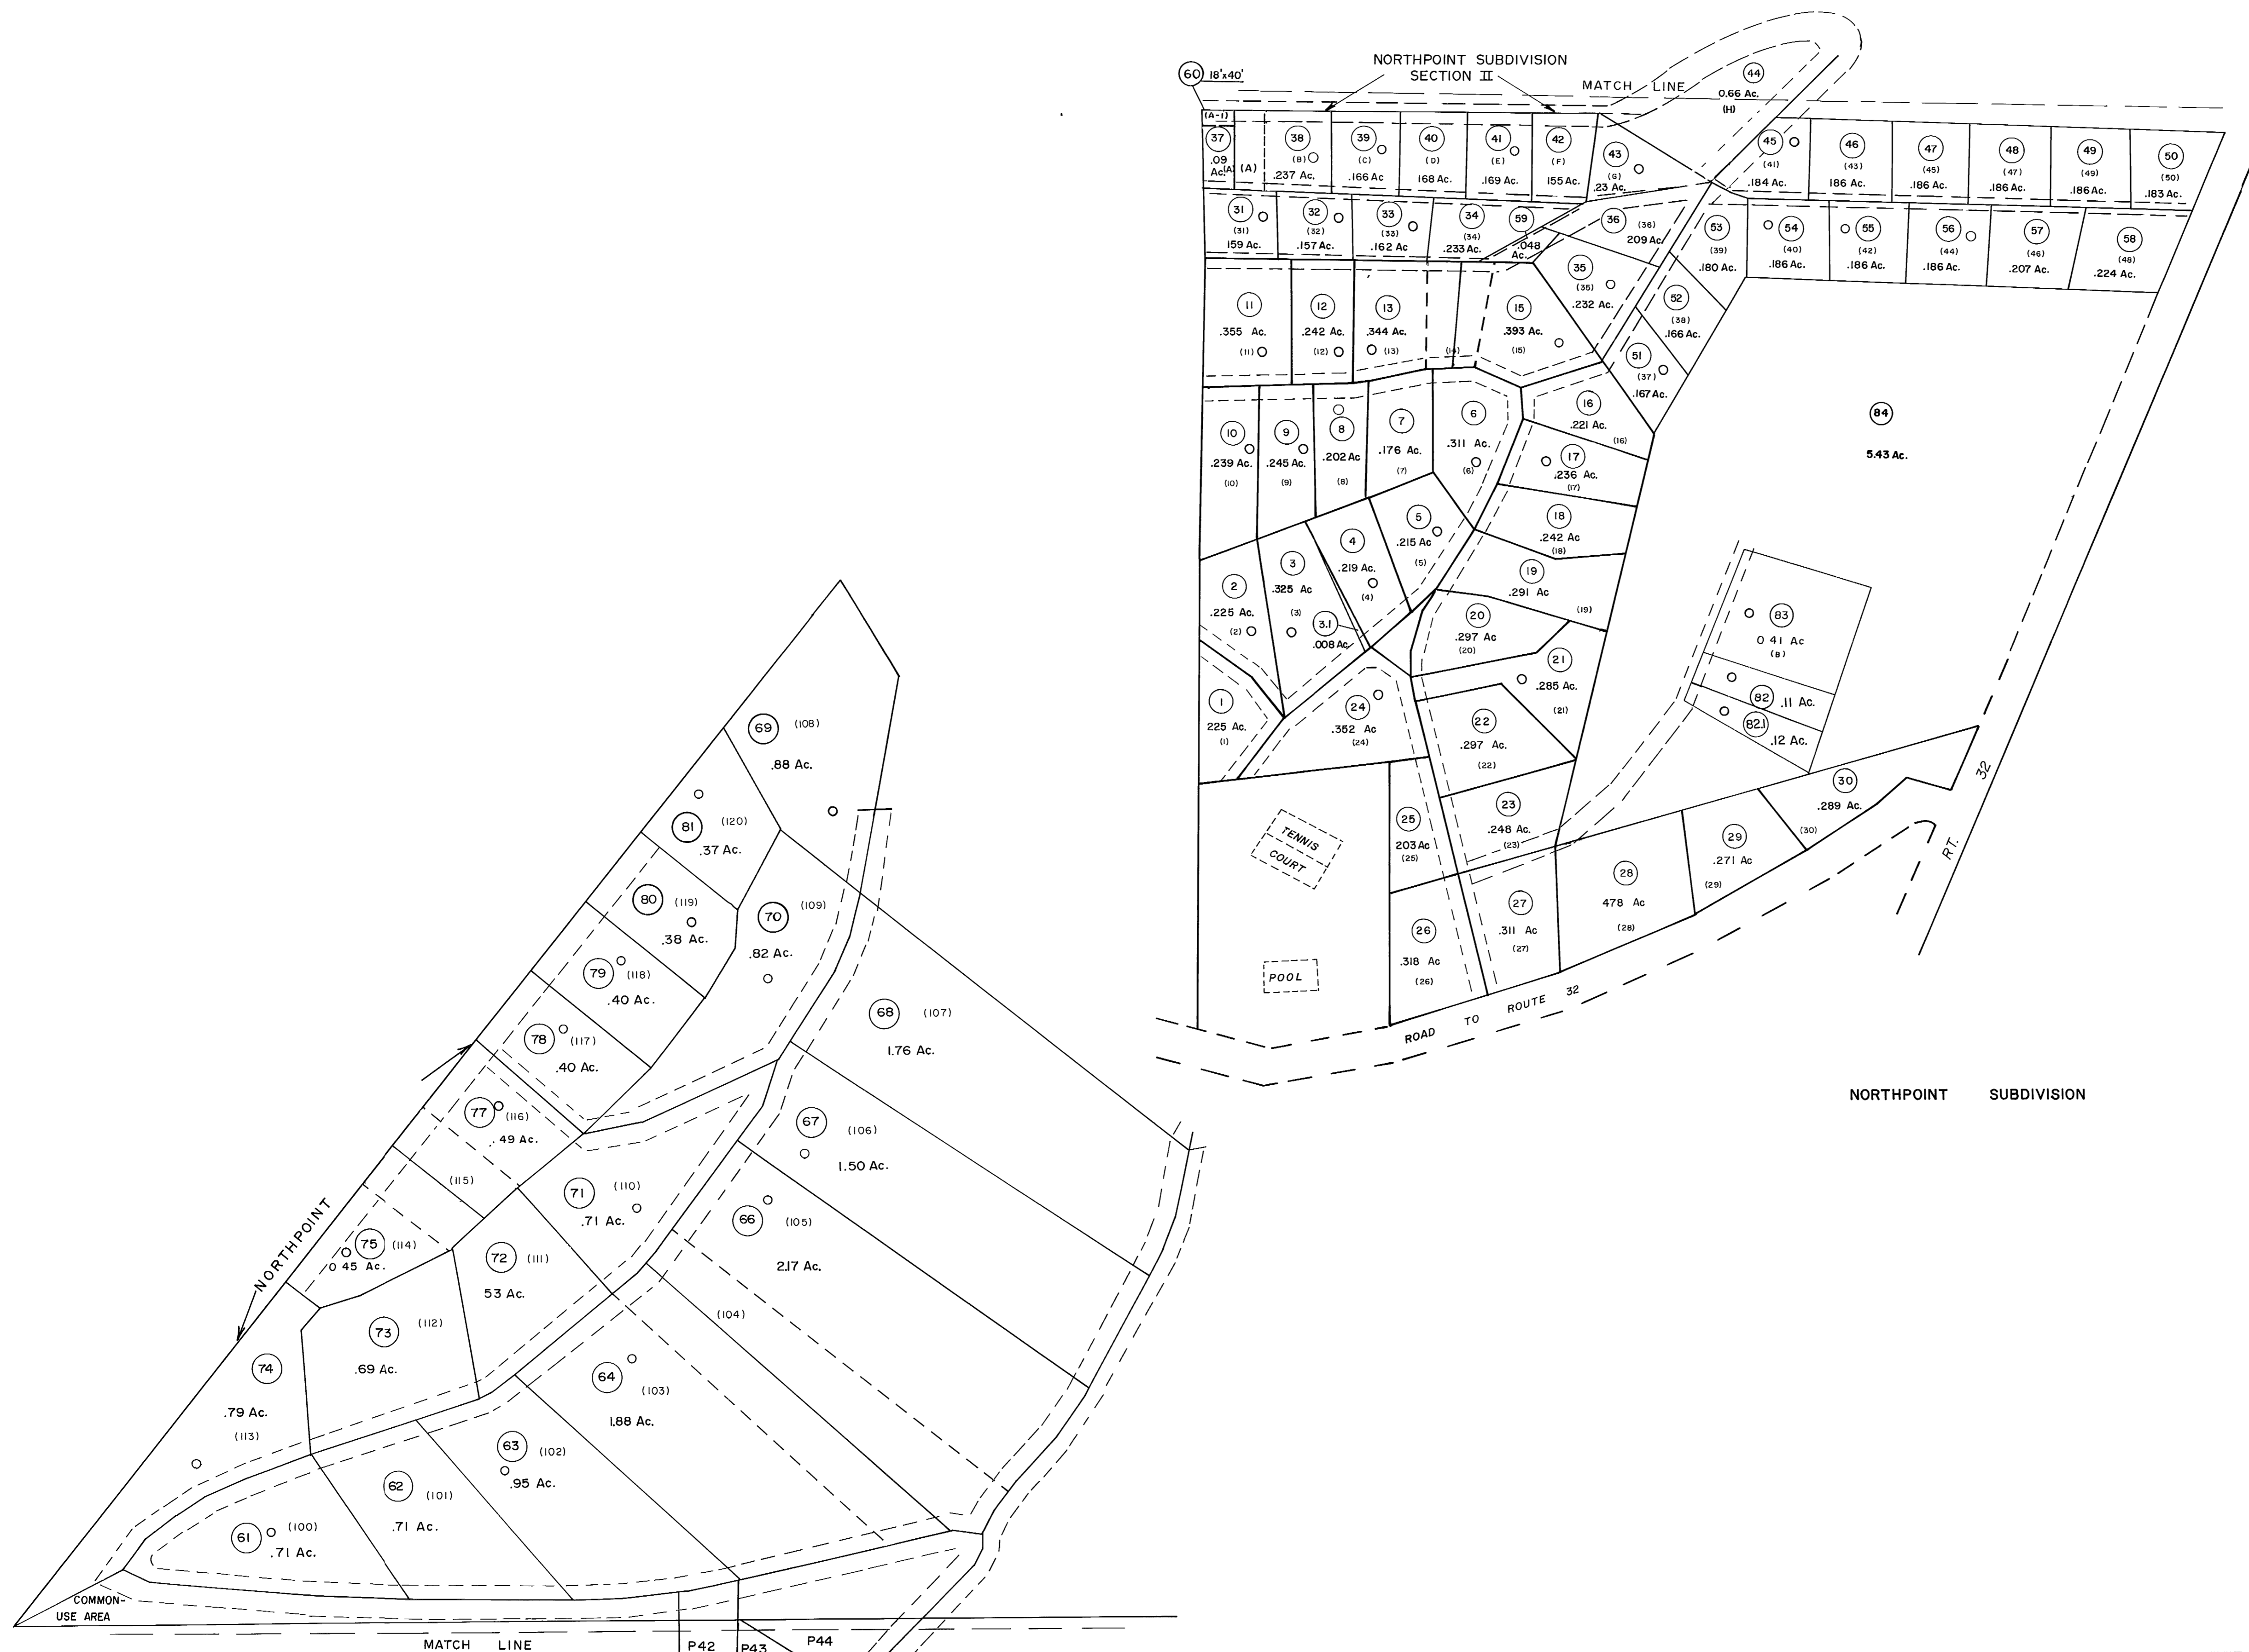 NORTHPOINT SUBDIVISION
SECTION II
MATCH LINE
60 18'x40'
44
0.66 Ac.
(H)
(A-1)
37
.09
Ac.
(A)
(A)
38
(B)
.237 Ac.
39
(C)
.166 Ac
40
(D)
168 Ac.
41
(E)
.169 Ac.
42
(F)
155 Ac.
43
(G)
.23 Ac.
45
(41)
.184 Ac.
46
(43)
186 Ac.
47
(45)
.186 Ac.
48
(47)
.186 Ac.
49
(49)
.186 Ac.
50
(50)
.183 Ac.
31
(31)
159 Ac.
32
(32)
.157 Ac.
33
(33)
.162 Ac
34
(34)
.233 Ac.
59
.048
Ac.
36
(36)
209 Ac
53
(39)
.180 Ac.
54
(40)
.186 Ac.
55
(42)
.186 Ac.
56
(44)
.186 Ac.
57
(46)
.207 Ac.
58
(48)
.224 Ac.
11
.355 Ac.
(11)
12
.242 Ac.
(12)
13
.344 Ac.
(13)
(14)
15
.393 Ac.
(15)
35
(35)
.232 Ac.
52
(38)
.166 Ac.
51
(37)
.167 Ac.
10
.239 Ac.
(10)
9
.245 Ac.
(9)
8
.202 Ac
(8)
7
.176 Ac.
(7)
6
.311 Ac.
(6)
16
.221 Ac.
(16)
17
.236 Ac.
(17)
18
.242 Ac
(18)
84
5.43 Ac.
5
.215 Ac
(5)
4
.219 Ac.
(4)
3
.325 Ac
(3)
3.1
.008 Ac
2
.225 Ac.
(2)
19
.291 Ac
(19)
20
.297 Ac
(20)
21
.285 Ac.
(21)
1
225 Ac.
(1)
24
.352 Ac
(24)
22
.297 Ac.
(22)
83
0 41 Ac
(B)
82
.11 Ac.
82.1
.12 Ac.
23
.248 Ac.
(23)
25
203 Ac
(25)
30
.289 Ac.
(30)
29
.271 Ac
(29)
28
478 Ac
(28)
27
.311 Ac
(27)
26
.318 Ac
(26)
TENNIS
COURT
POOL
RT. 32
ROAD TO ROUTE 32
NORTHPOINT SUBDIVISION
69
(108)
.88 Ac.
81
(120)
.37 Ac.
80
(119)
.38 Ac.
70
(109)
.82 Ac.
79
(118)
.40 Ac.
78
(117)
.40 Ac.
68
(107)
1.76 Ac.
77
(116)
.49 Ac.
67
(106)
1.50 Ac.
(115)
71
(110)
.71 Ac.
66
(105)
2.17 Ac.
NORTHPOINT
75
(114)
0 45 Ac.
72
(111)
53 Ac.
(104)
73
(112)
.69 Ac.
74
.79 Ac.
(113)
64
(103)
1.88 Ac.
63
(102)
.95 Ac.
62
(101)
.71 Ac.
61
(100)
.71 Ac.
COMMON-
USE AREA
MATCH LINE
P42
P43
P44